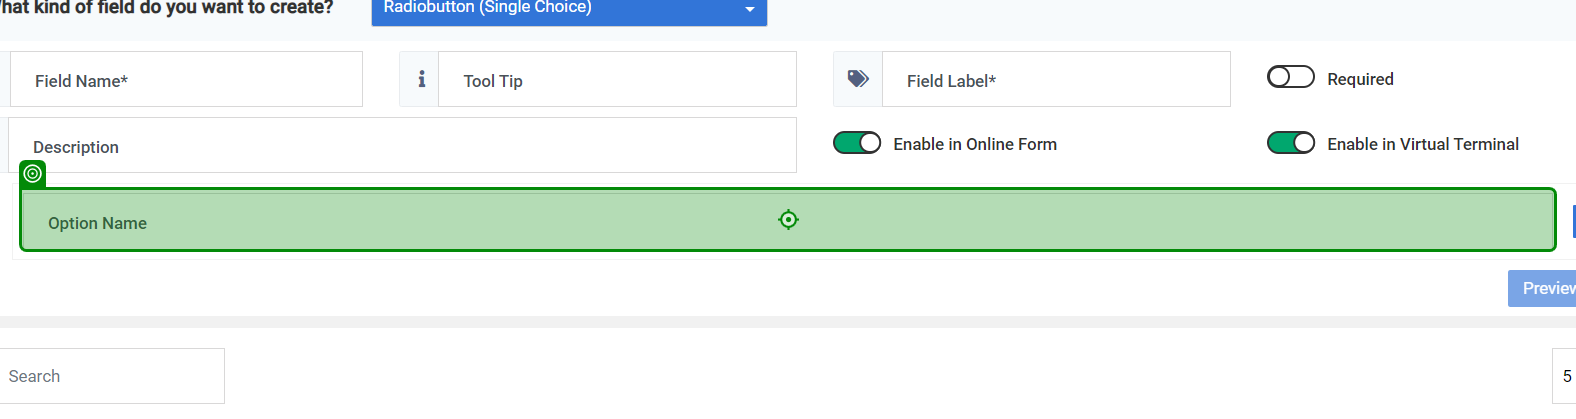 hat kind of field do you want to create? Radiobutton (Single Choice)
Field Name* Tool Tip Field Label* Required
Description Enable in Online Form Enable in Virtual Terminal
Option Name
Preview
Search 5